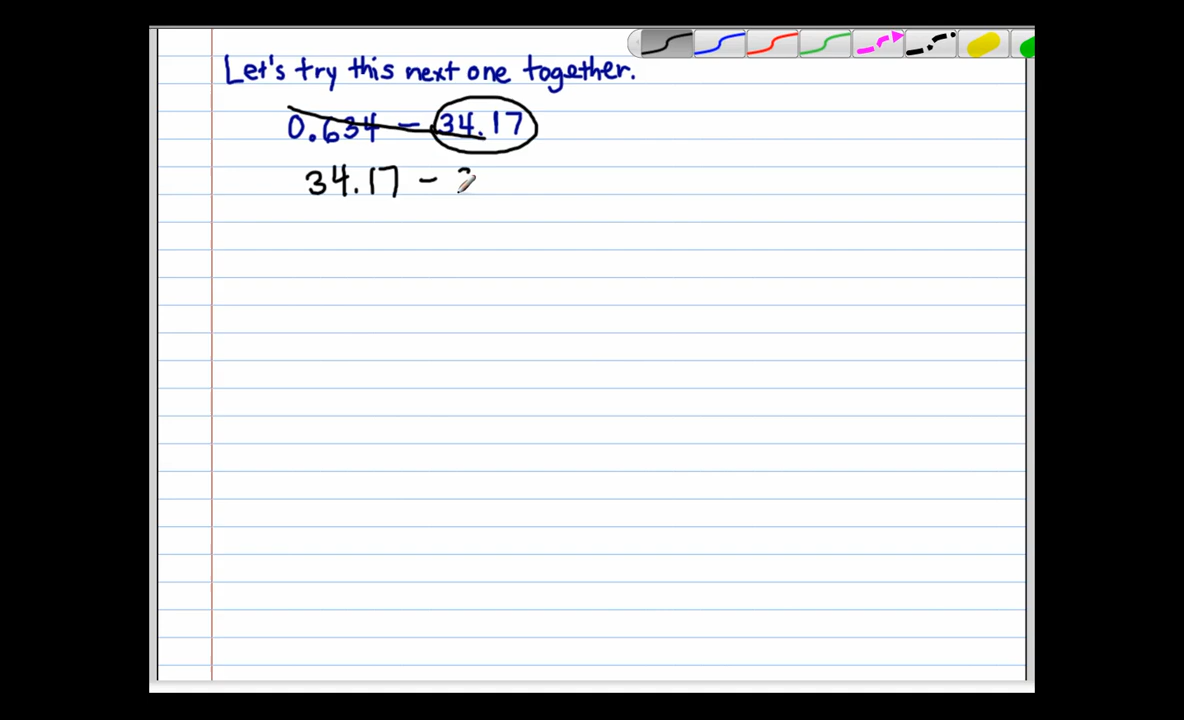 Let's try this next one together.
0.634 - 34.17
34.17 -